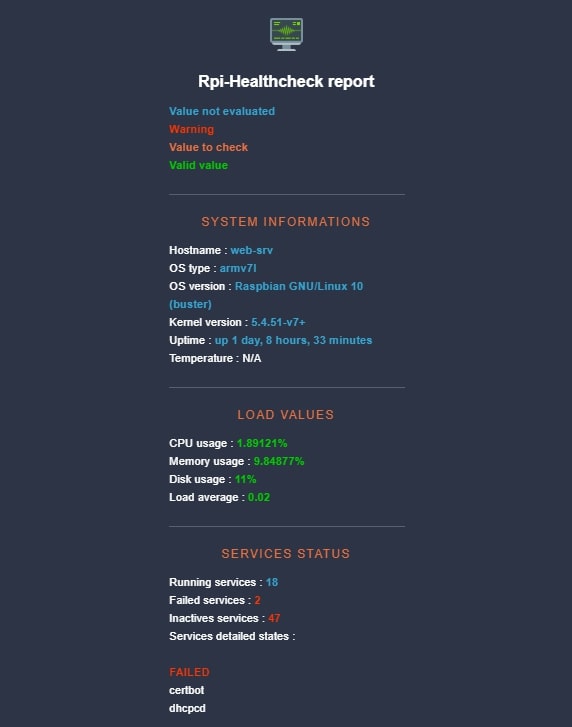 Rpi-Healthcheck report
Value not evaluated
Warning
Value to check
Valid value
SYSTEM INFORMATIONS
Hostname : web-srv
OS type : armv7l
OS version : Raspbian GNU/Linux 10
(buster)
Kernel version : 5.4.51-v7+
Uptime : up 1 day, 8 hours, 33 minutes
Temperature : N/A
LOAD VALUES
CPU usage : 1.89121%
Memory usage : 9.84877%
Disk usage : 11%
Load average : 0.02
SERVICES STATUS
Running services : 18
Failed services : 2
Inactives services : 47
Services detailed states :
FAILED
certbot
dhcpcd